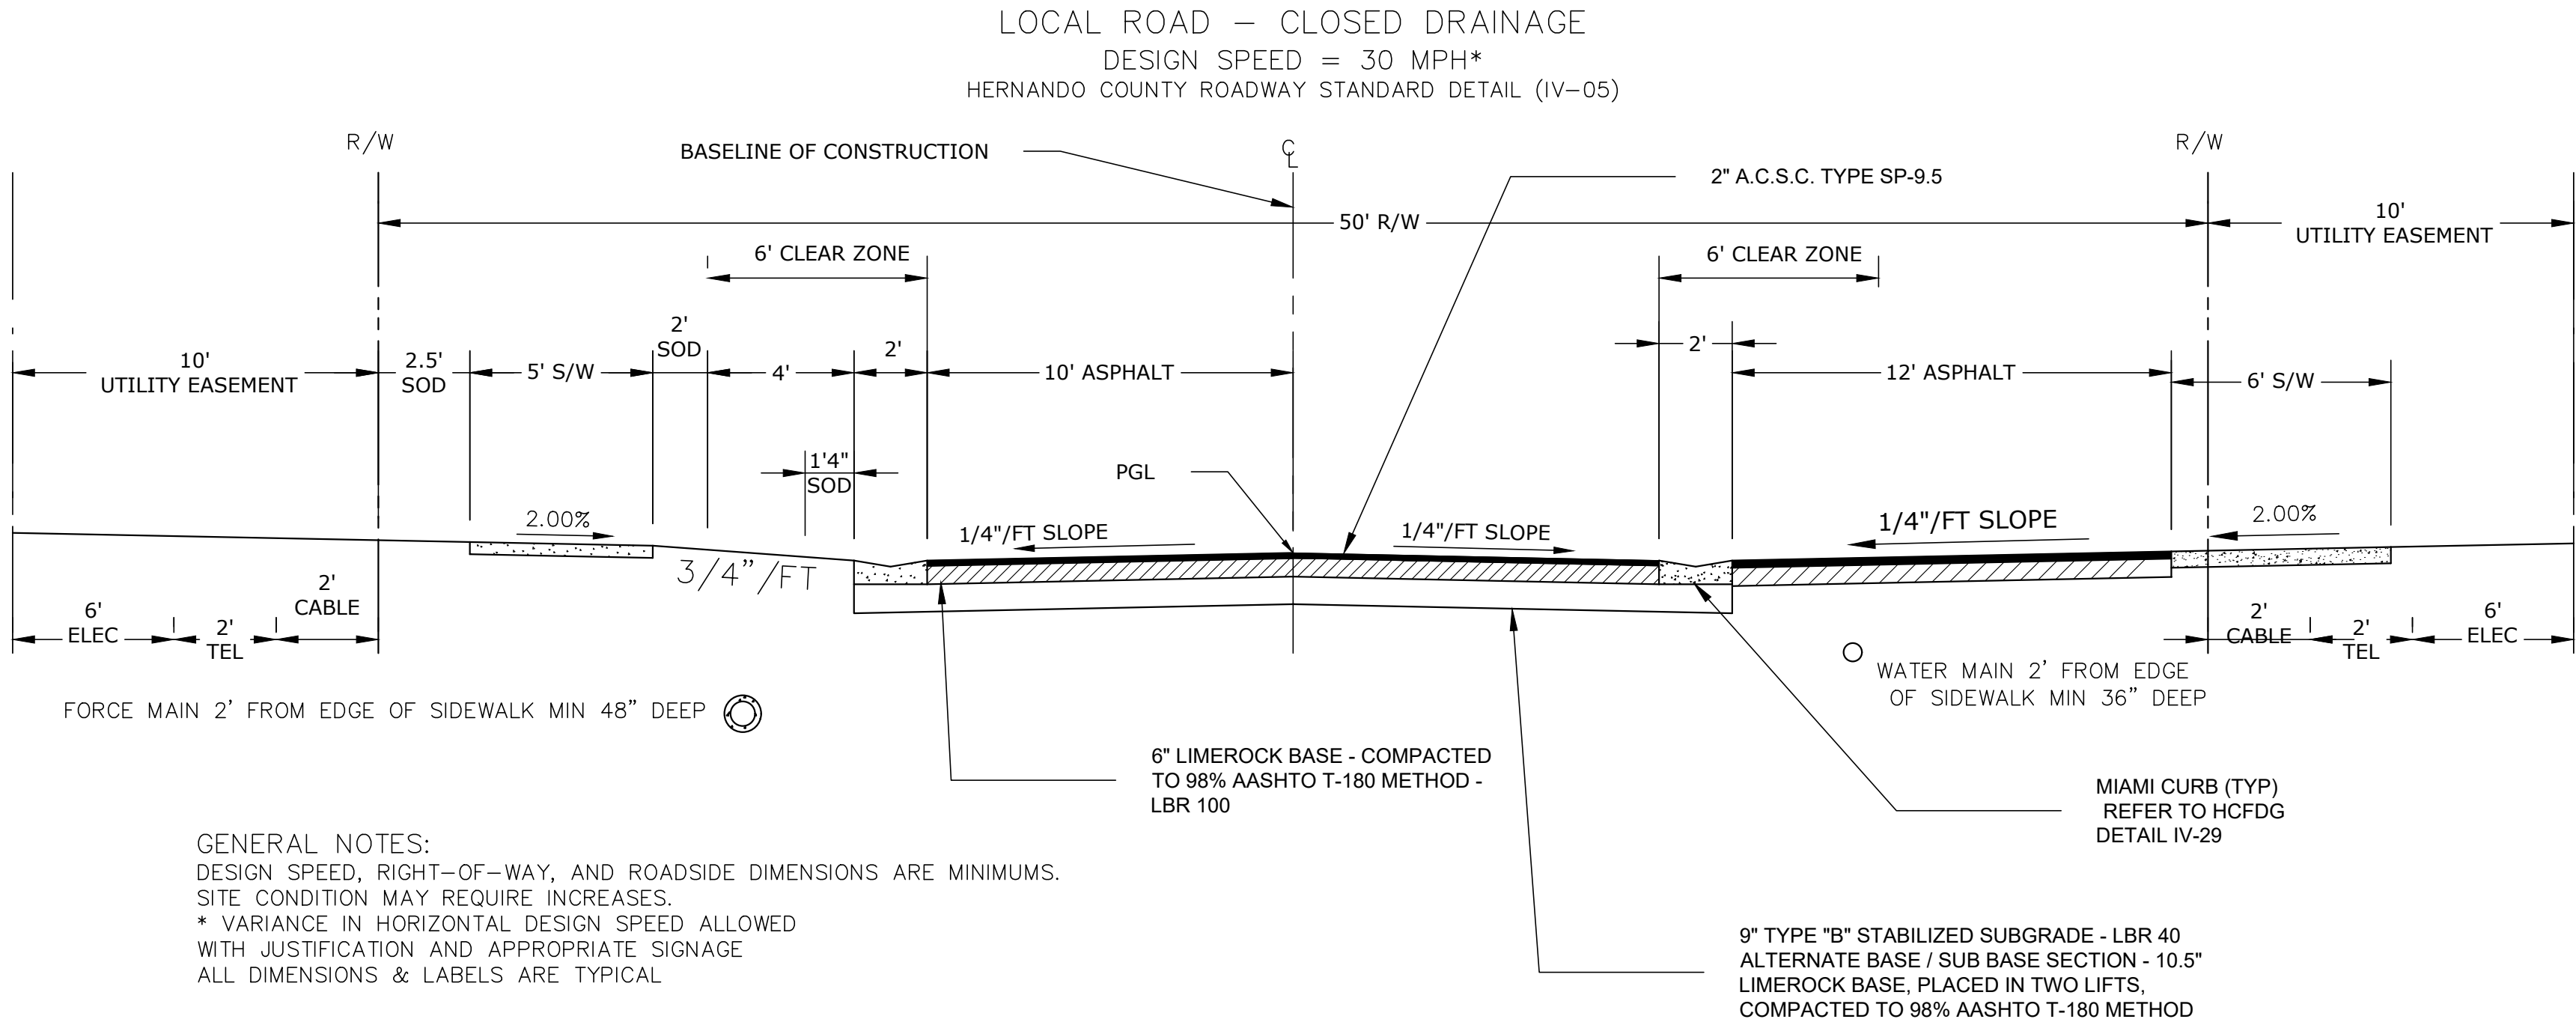 LOCAL ROAD – CLOSED DRAINAGE
DESIGN SPEED = 30 MPH*
HERNANDO COUNTY ROADWAY STANDARD DETAIL (IV–05)
R/W
BASELINE OF CONSTRUCTION
CL
R/W
2" A.C.S.C. TYPE SP-9.5
50' R/W
10'
UTILITY EASEMENT
6' CLEAR ZONE
6' CLEAR ZONE
10'
UTILITY EASEMENT
2.5'
SOD
5' S/W
2'
SOD
4'
2'
10' ASPHALT
2'
12' ASPHALT
6' S/W
1'4"
SOD
PGL
2.00%
3/4"/FT
1/4"/FT SLOPE
1/4"/FT SLOPE
1/4"/FT SLOPE
2.00%
6'
ELEC
2'
TEL
2'
CABLE
2'
CABLE
2'
TEL
6'
ELEC
FORCE MAIN 2' FROM EDGE OF SIDEWALK MIN 48" DEEP
WATER MAIN 2' FROM EDGE
OF SIDEWALK MIN 36" DEEP
6" LIMEROCK BASE - COMPACTED
TO 98% AASHTO T-180 METHOD -
LBR 100
MIAMI CURB (TYP)
REFER TO HCFDG
DETAIL IV-29
GENERAL NOTES:
DESIGN SPEED, RIGHT–OF–WAY, AND ROADSIDE DIMENSIONS ARE MINIMUMS.
SITE CONDITION MAY REQUIRE INCREASES.
* VARIANCE IN HORIZONTAL DESIGN SPEED ALLOWED
WITH JUSTIFICATION AND APPROPRIATE SIGNAGE
ALL DIMENSIONS & LABELS ARE TYPICAL
9" TYPE "B" STABILIZED SUBGRADE - LBR 40
ALTERNATE BASE / SUB BASE SECTION - 10.5"
LIMEROCK BASE, PLACED IN TWO LIFTS,
COMPACTED TO 98% AASHTO T-180 METHOD